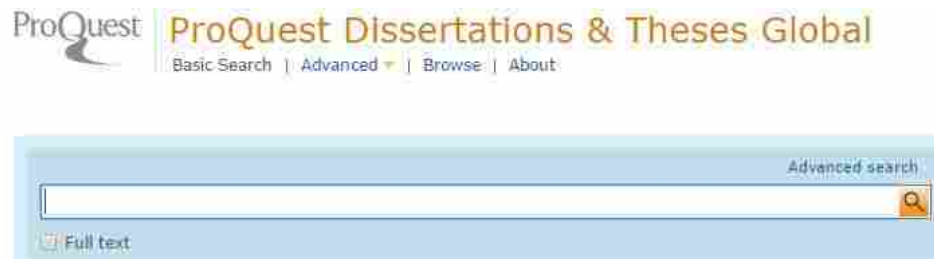 ProQuest
ProQuest Dissertations & Theses Global
Basic Search | Advanced | Browse | About
Advanced search
Full text